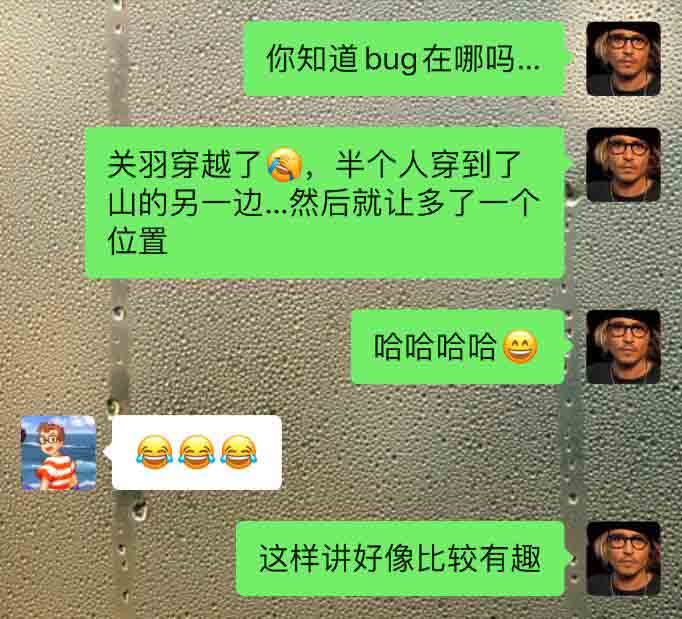 你知道bug在哪吗...
关羽穿越了🤣，半个人穿到了
山的另一边...然后就让多了一个
位置
哈哈哈哈😄
😂😂😂
这样讲好像比较有趣